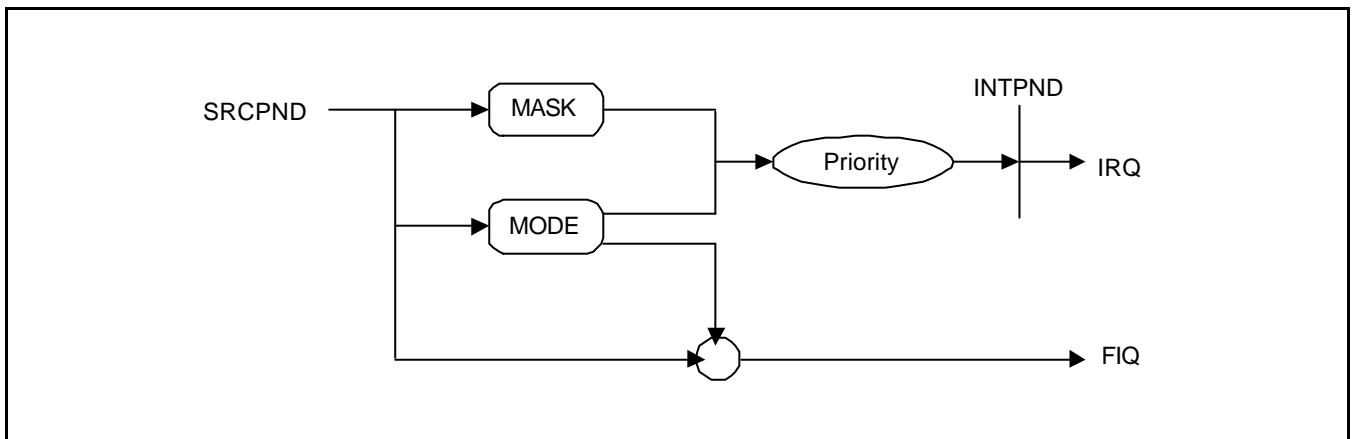 SRCPND
MASK
MODE
Priority
INTPND
IRQ
FIQ